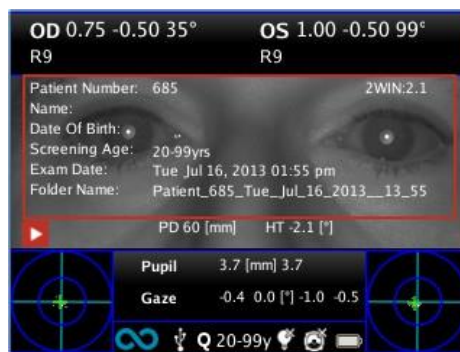 OD 0.75 -0.50 35° OS 1.00 -0.50 99°
R9 R9
Patient Number: 685 2WIN:2.1
Name:
Date Of Birth:
Screening Age: 20-99yrs
Exam Date: Tue Jul 16, 2013 01:55 pm
Folder Name: Patient_685_Tue_Jul_16_2013__13_55
PD 60 [mm] HT -2.1 [°]
Pupil 3.7 [mm] 3.7
Gaze -0.4 0.0 [°] -1.0 -0.5
Q 20-99y